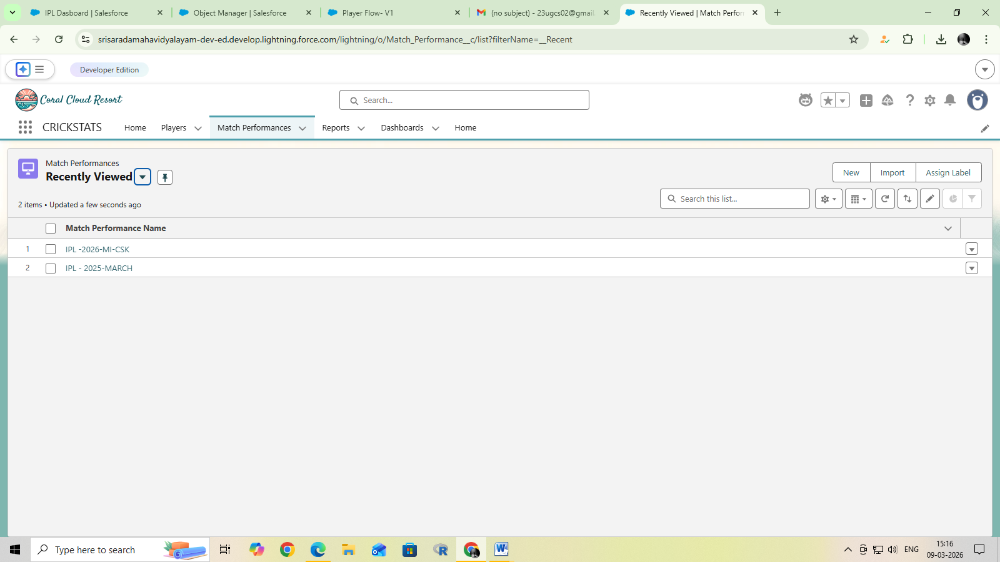 IPL Dasboard | Salesforce
Object Manager | Salesforce
Player Flow- V1
(no subject) - 23ugcs02@gmail
Recently Viewed | Match Perfor
srisaradamahavidyalayam-dev-ed.develop.lightning.force.com/lightning/o/Match_Performance__c/list?filterName=__Recent
Developer Edition
Coral Cloud Resort
Search...
CRICKSTATS
Home
Players
Match Performances
Reports
Dashboards
Home
Match Performances
Recently Viewed
New
Import
Assign Label
2 items • Updated a few seconds ago
Search this list...
Match Performance Name
1
IPL -2026-MI-CSK
2
IPL - 2025-MARCH
Type here to search
ENG
15:16
09-03-2026